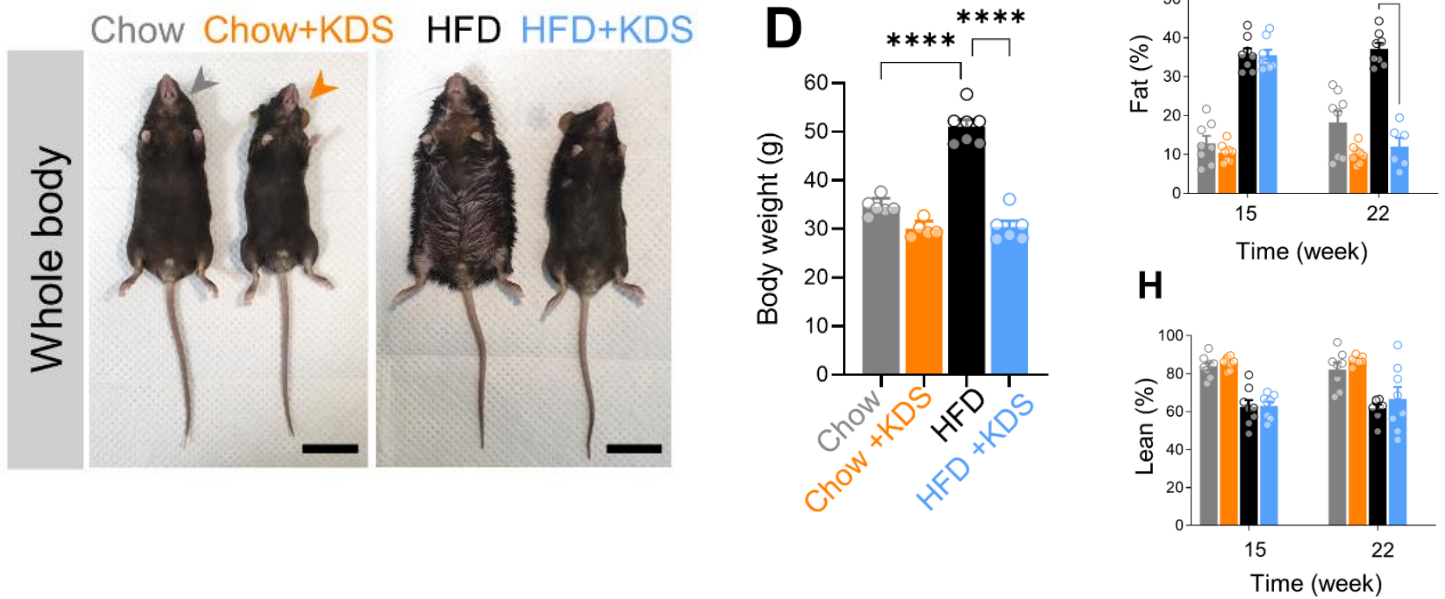 Chow Chow+KDS HFD HFD+KDS
Whole body
D
**** ****
Body weight (g)
60
50
40
30
20
10
0
Chow
Chow +KDS
HFD
HFD +KDS
Fat (%)
40
30
20
10
0
15 22
Time (week)
H
Lean (%)
100
80
60
40
20
0
15 22
Time (week)